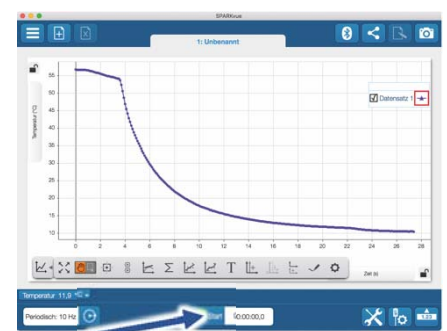 SPARKvue
1: Unbenannt
55
50
45
40
35
30
25
20
15
10
Temperatur (°C)
Datensatz 1
0 2 4 6 8 10 12 14 16 18 20 22 24 26 28
Zeit (s)
Σ T
Temperatur 11,9 °C
Periodisch: 10 Hz
Start
00:00:00,0
1.23